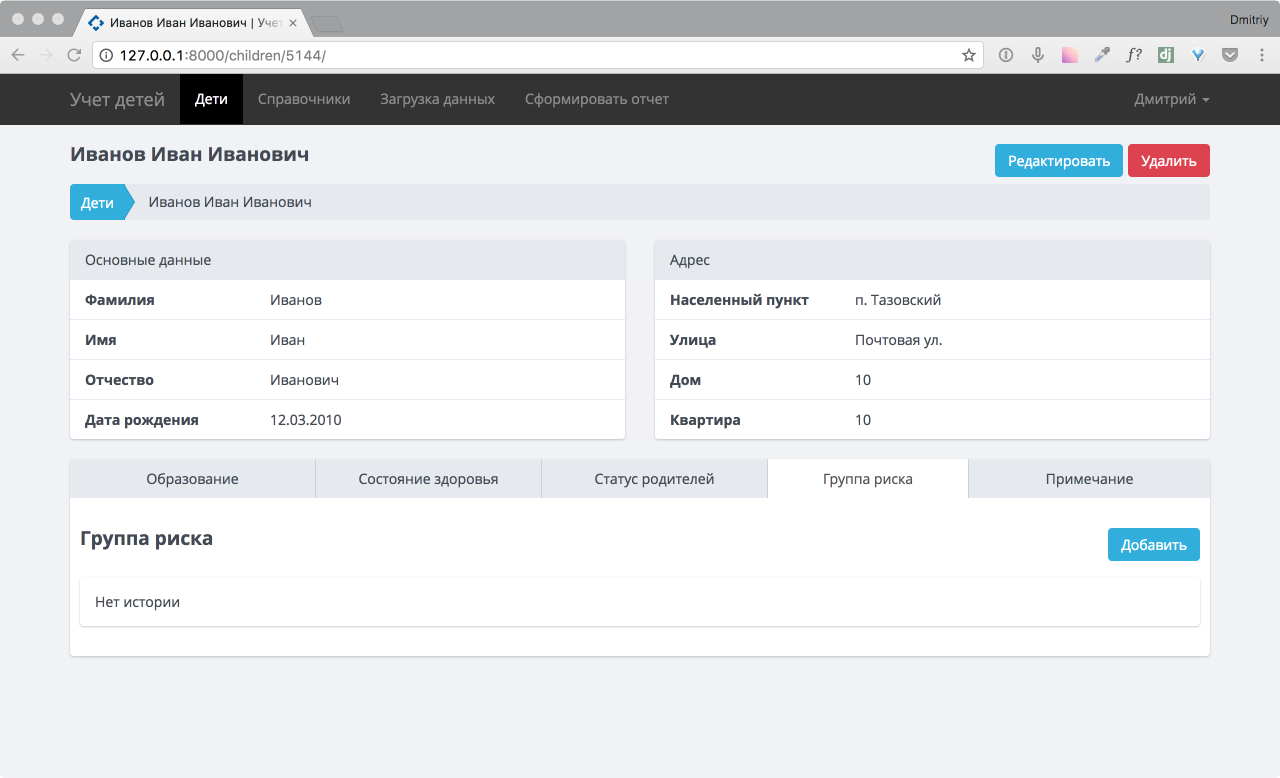 Иванов Иван Иванович | Учет
Dmitriy
127.0.0.1:8000/children/5144/
f?
dj
Учет детей Дети Справочники Загрузка данных Сформировать отчет Дмитрий
Иванов Иван Иванович
Редактировать Удалить
Дети Иванов Иван Иванович
Основные данные
Фамилия Иванов
Имя Иван
Отчество Иванович
Дата рождения 12.03.2010
Адрес
Населенный пункт п. Тазовский
Улица Почтовая ул.
Дом 10
Квартира 10
Образование Состояние здоровья Статус родителей Группа риска Примечание
Группа риска
Добавить
Нет истории